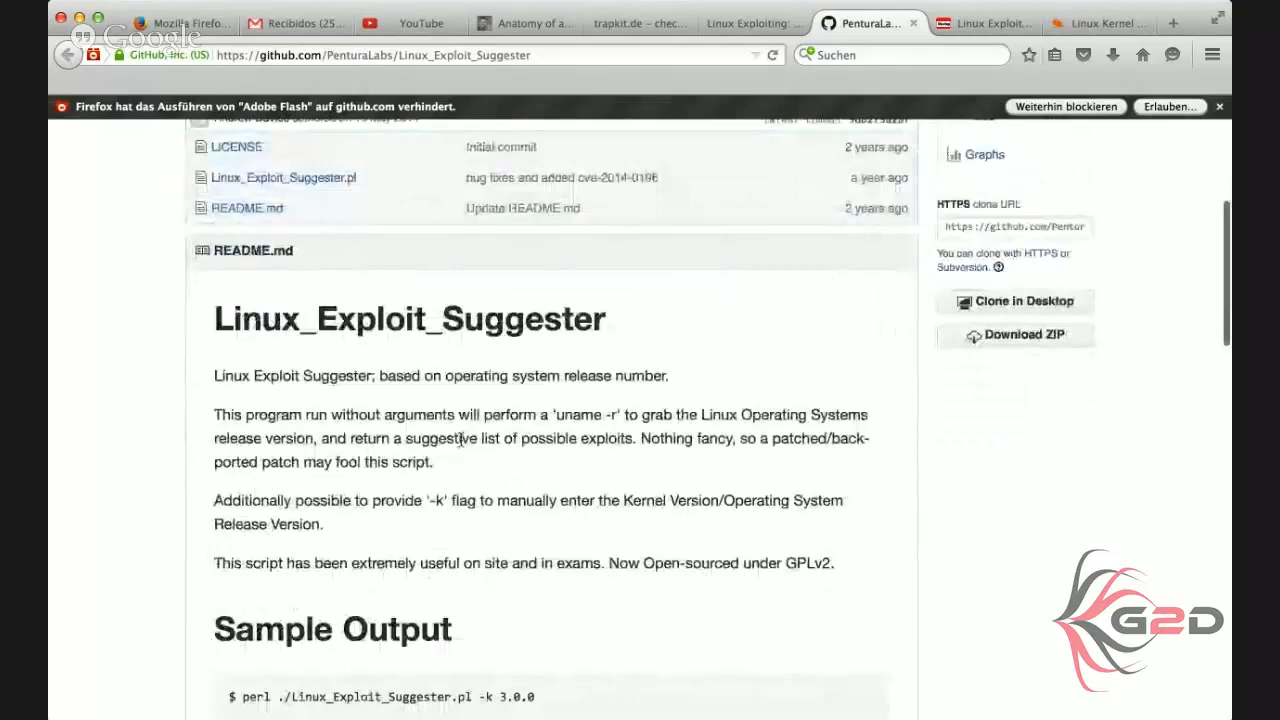 Mozilla Firefo...
Recibidos (25...
YouTube
Anatomy of a...
trapkit.de – chec...
Linux Exploiting: ...
PenturaLa...
Linux Exploit...
Linux Kernel ...
Google
GitHub, Inc. (US)
https://github.com/PenturaLabs/Linux_Exploit_Suggester
Suchen
Firefox hat das Ausführen von "Adobe Flash" auf github.com verhindert.
Weiterhin blockieren
Erlauben...
LICENSE Initial commit 2 years ago
Linux_Exploit_Suggester.pl bug fixes and added cve-2014-0196 a year ago
README.md Update README.md 2 years ago
Graphs
HTTPS clone URL
https://github.com/Pentur
You can clone with HTTPS or
Subversion.
Clone in Desktop
Download ZIP
README.md
Linux_Exploit_Suggester
Linux Exploit Suggester; based on operating system release number.
This program run without arguments will perform a 'uname -r' to grab the Linux Operating Systems
release version, and return a suggestive list of possible exploits. Nothing fancy, so a patched/back-
ported patch may fool this script.
Additionally possible to provide '-k' flag to manually enter the Kernel Version/Operating System
Release Version.
This script has been extremely useful on site and in exams. Now Open-sourced under GPLv2.
Sample Output
$ perl ./Linux_Exploit_Suggester.pl -k 3.0.0
G2D